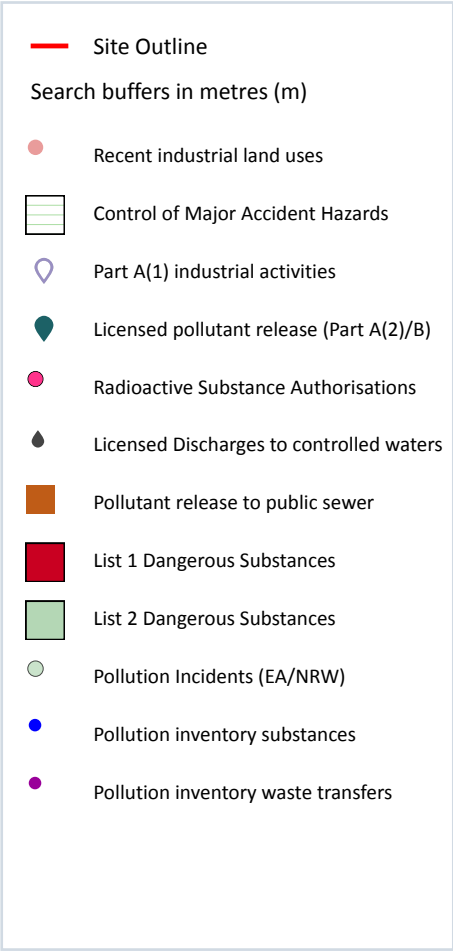 Site Outline
Search buffers in metres (m)
Recent industrial land uses
Control of Major Accident Hazards
Part A(1) industrial activities
Licensed pollutant release (Part A(2)/B)
Radioactive Substance Authorisations
Licensed Discharges to controlled waters
Pollutant release to public sewer
List 1 Dangerous Substances
List 2 Dangerous Substances
Pollution Incidents (EA/NRW)
Pollution inventory substances
Pollution inventory waste transfers